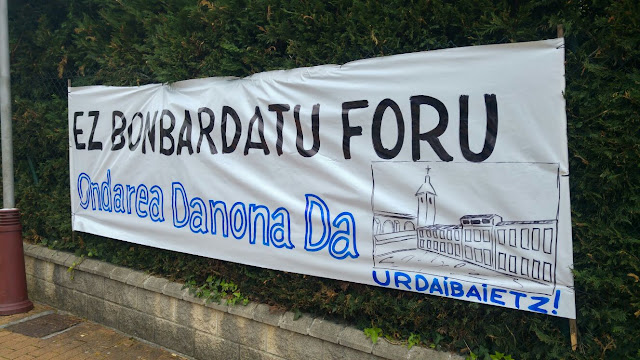 EZ BONBARDATU FORU
Ondarea Danona Da
URDAIBAIETZ!